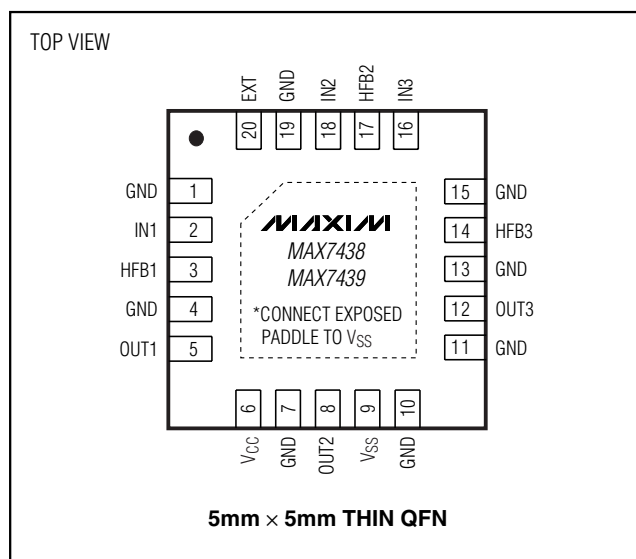 TOP VIEW
EXT
GND
IN2
HFB2
IN3
20
19
18
17
16
GND 1
IN1 2
HFB1 3
GND 4
OUT1 5
15 GND
14 HFB3
13 GND
12 OUT3
11 GND
MAXIM
MAX7438
MAX7439
*CONNECT EXPOSED
PADDLE TO VSS
6
7
8
9
10
VCC
GND
OUT2
VSS
GND
5mm × 5mm THIN QFN